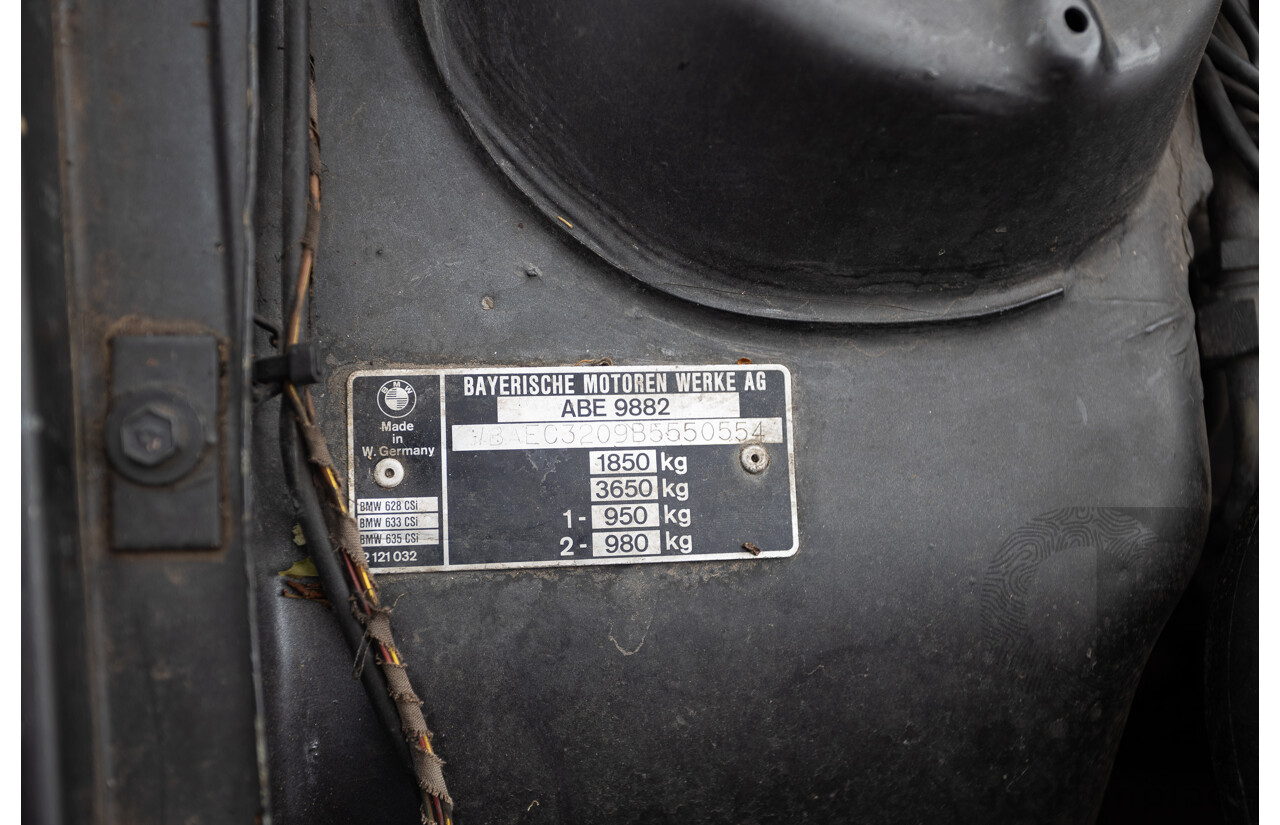 BMW
Made
in
W. Germany
BMW 628 CSi
BMW 633 CSi
BMW 635 CSi
2 121 032
BAYERISCHE MOTOREN WERKE AG
ABE 9882
WBAEC3209B5550554
1850 kg
3650 kg
1- 950 kg
2- 980 kg